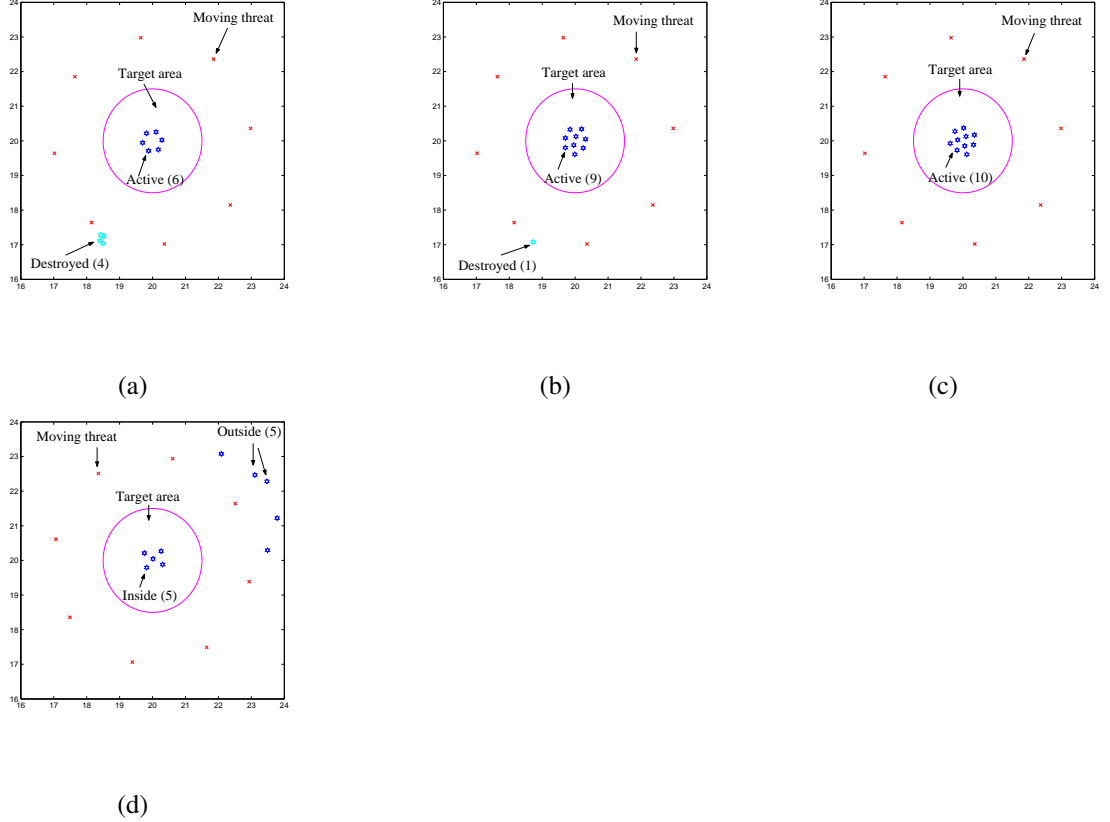 24
23
22
21
20
19
18
17
16
16 17 18 19 20 21 22 23 24
Moving threat
Target area
Active (6)
Destroyed (4)
(a)
24
23
22
21
20
19
18
17
16
16 17 18 19 20 21 22 23 24
Moving threat
Target area
Active (9)
Destroyed (1)
(b)
24
23
22
21
20
19
18
17
16
16 17 18 19 20 21 22 23 24
Moving threat
Target area
Active (10)
(c)
24
23
22
21
20
19
18
17
16
16 17 18 19 20 21 22 23 24
Outside (5)
Moving threat
Target area
Inside (5)
(d)